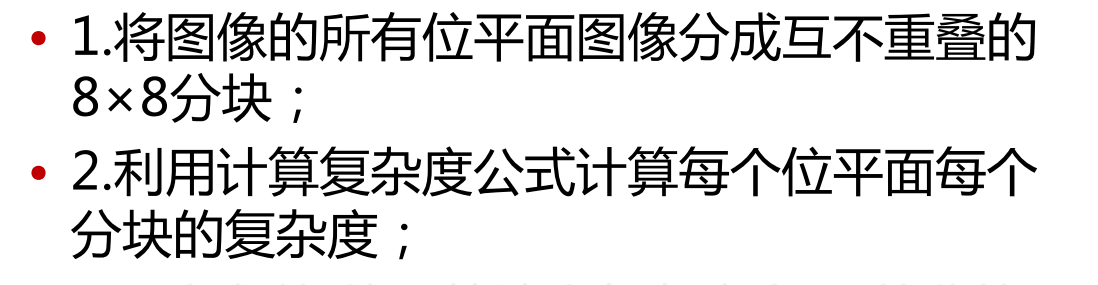 • 1.将图像的所有位平面图像分成互不重叠的
8×8分块；
• 2.利用计算复杂度公式计算每个位平面每个
分块的复杂度；